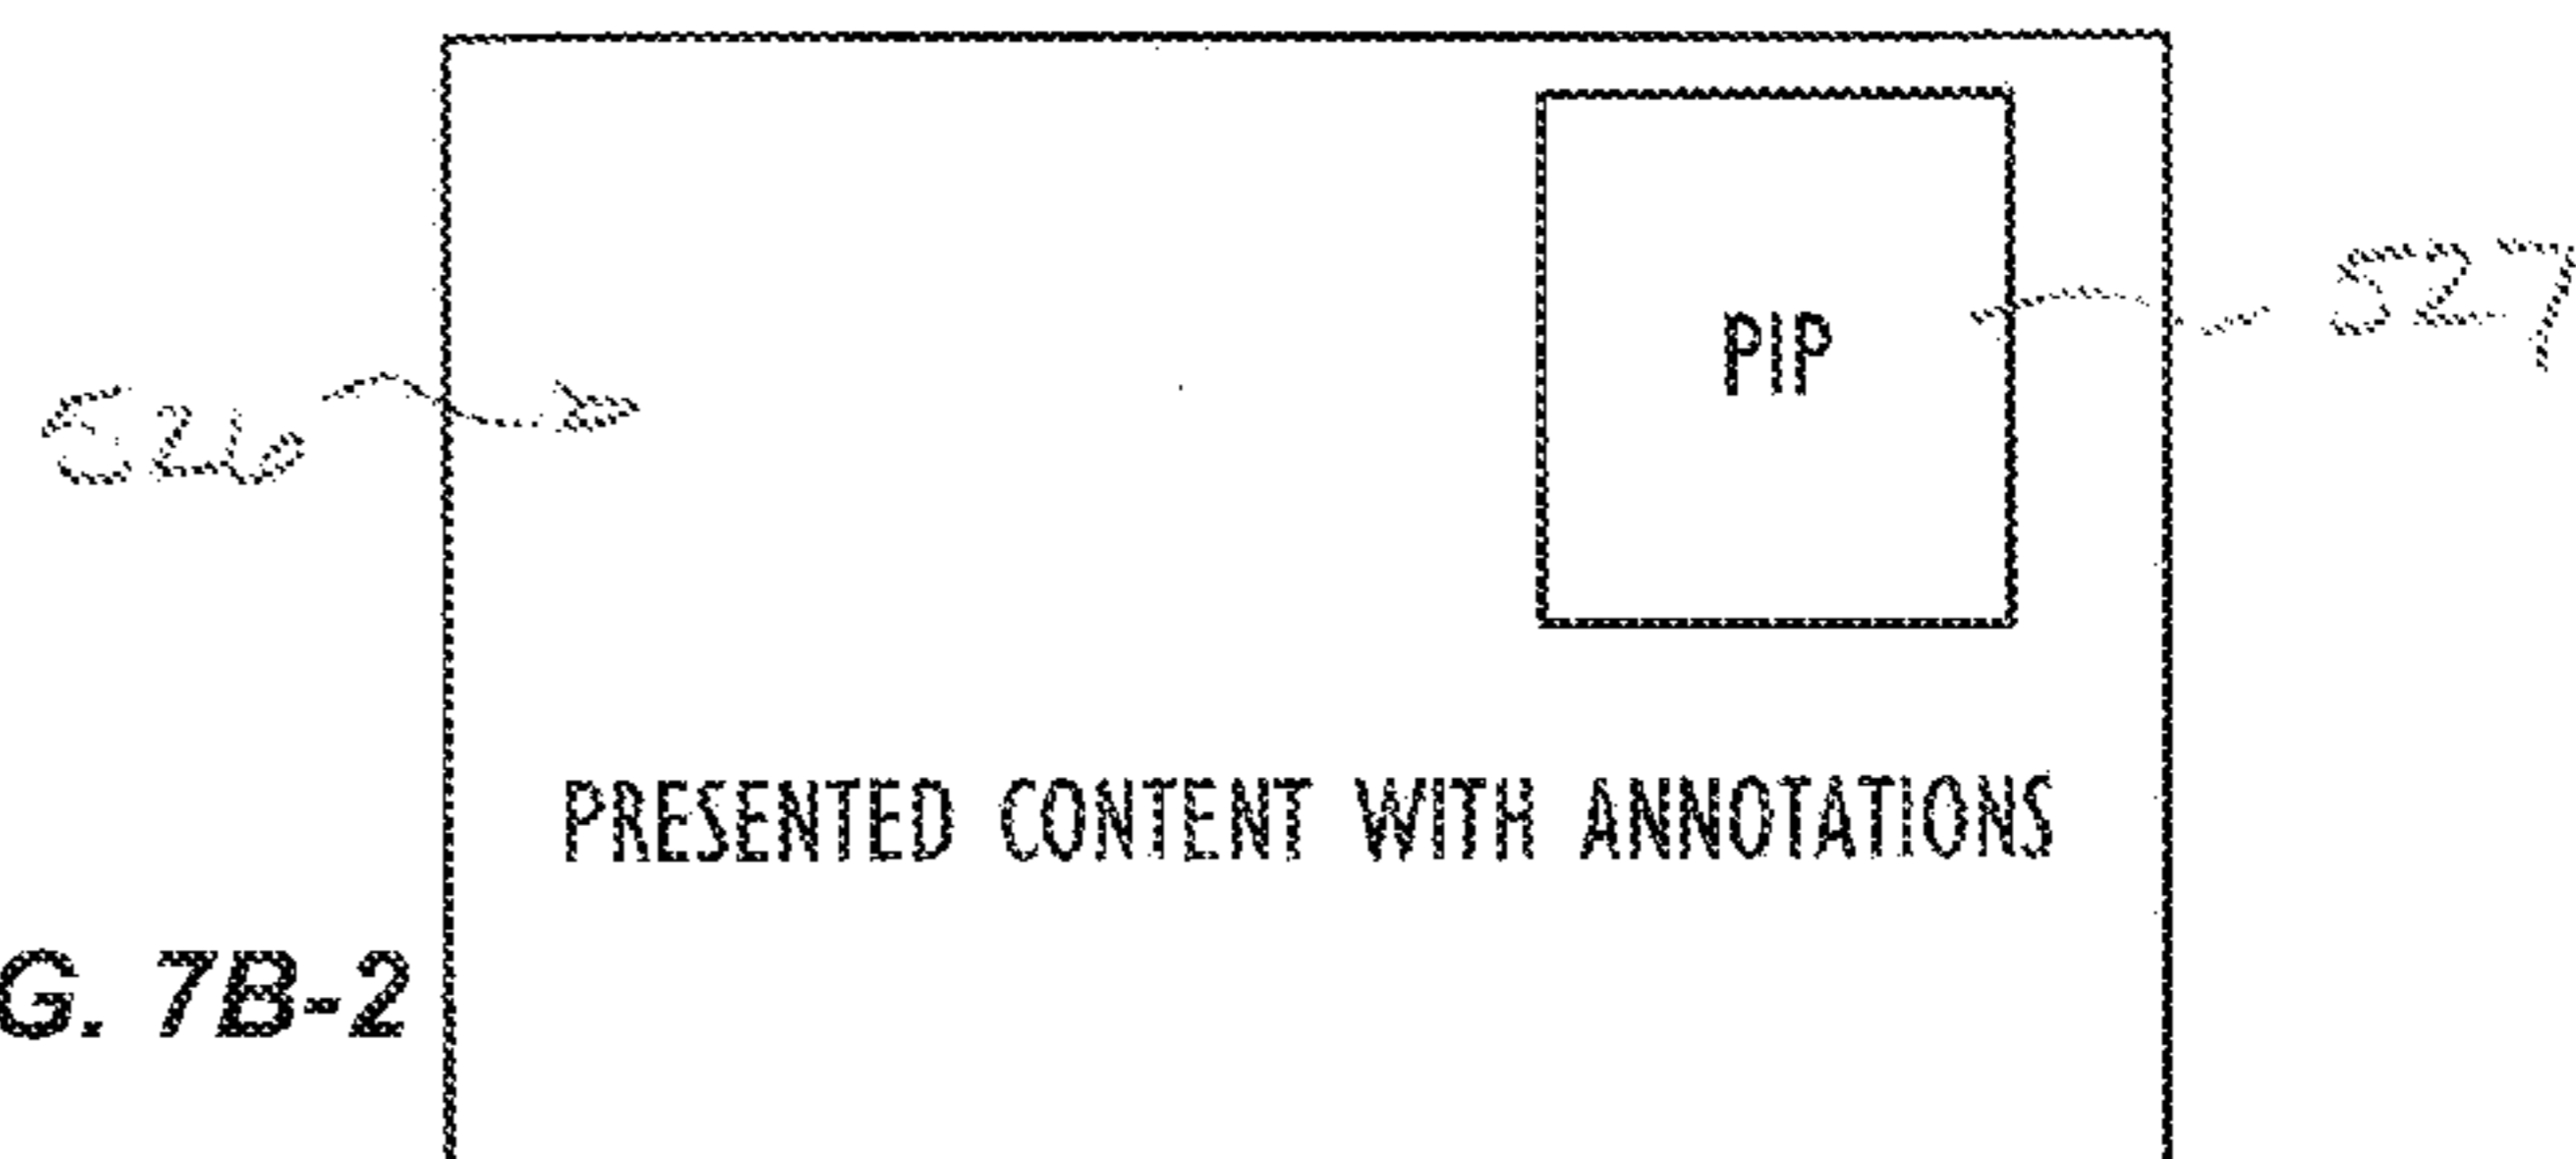 PIP
527
526
PRESENTED CONTENT WITH ANNOTATIONS
G. 7B-2